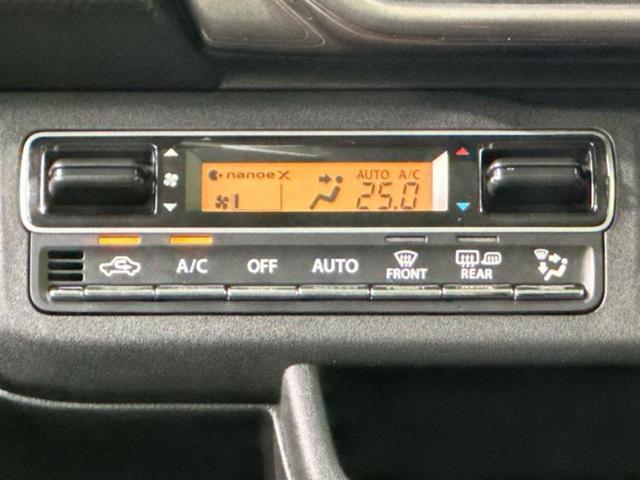 nanoeX AUTO A/C
25.0
A/C OFF AUTO FRONT REAR